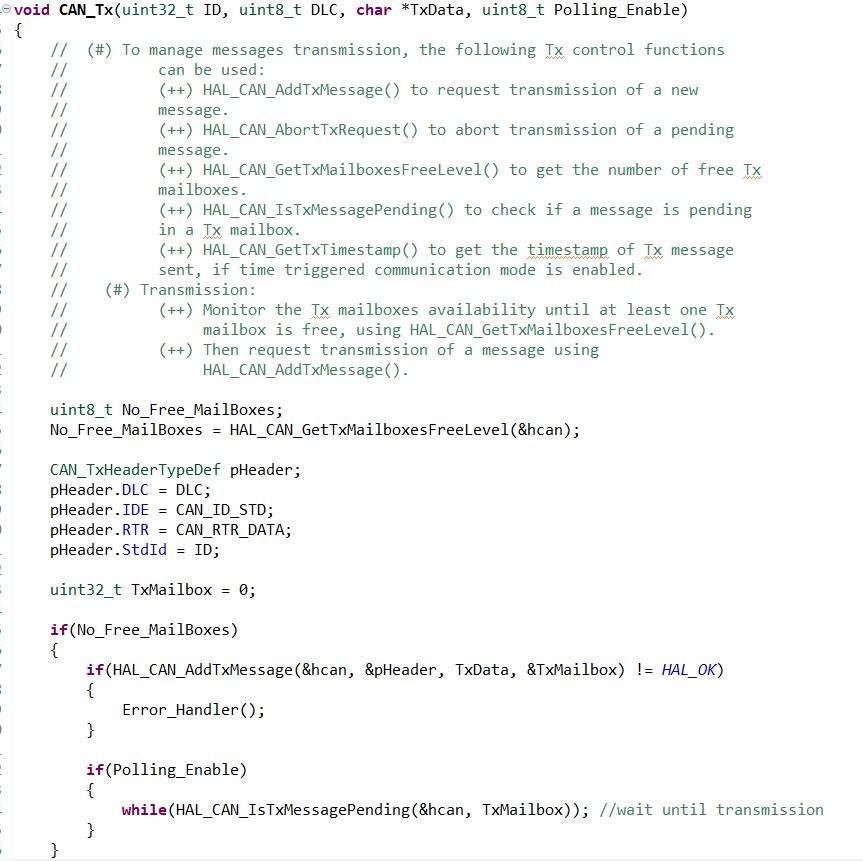 void CAN_Tx(uint32_t ID, uint8_t DLC, char *TxData, uint8_t Polling_Enable)
{
//  (#) To manage messages transmission, the following Tx control functions
//          can be used:
//          (++) HAL_CAN_AddTxMessage() to request transmission of a new
//          message.
//          (++) HAL_CAN_AbortTxRequest() to abort transmission of a pending
//          message.
//          (++) HAL_CAN_GetTxMailboxesFreeLevel() to get the number of free Tx
//          mailboxes.
//          (++) HAL_CAN_IsTxMessagePending() to check if a message is pending
//          in a Tx mailbox.
//          (++) HAL_CAN_GetTxTimestamp() to get the timestamp of Tx message
//          sent, if time triggered communication mode is enabled.
//    (#) Transmission:
//          (++) Monitor the Tx mailboxes availability until at least one Tx
//               mailbox is free, using HAL_CAN_GetTxMailboxesFreeLevel().
//          (++) Then request transmission of a message using
//               HAL_CAN_AddTxMessage().
uint8_t No_Free_MailBoxes;
No_Free_MailBoxes = HAL_CAN_GetTxMailboxesFreeLevel(&hcan);
CAN_TxHeaderTypeDef pHeader;
pHeader.DLC = DLC;
pHeader.IDE = CAN_ID_STD;
pHeader.RTR = CAN_RTR_DATA;
pHeader.StdId = ID;
uint32_t TxMailbox = 0;
if(No_Free_MailBoxes)
{
if(HAL_CAN_AddTxMessage(&hcan, &pHeader, TxData, &TxMailbox) != HAL_OK)
{
Error_Handler();
}
if(Polling_Enable)
{
while(HAL_CAN_IsTxMessagePending(&hcan, TxMailbox)); //wait until transmission
}
}